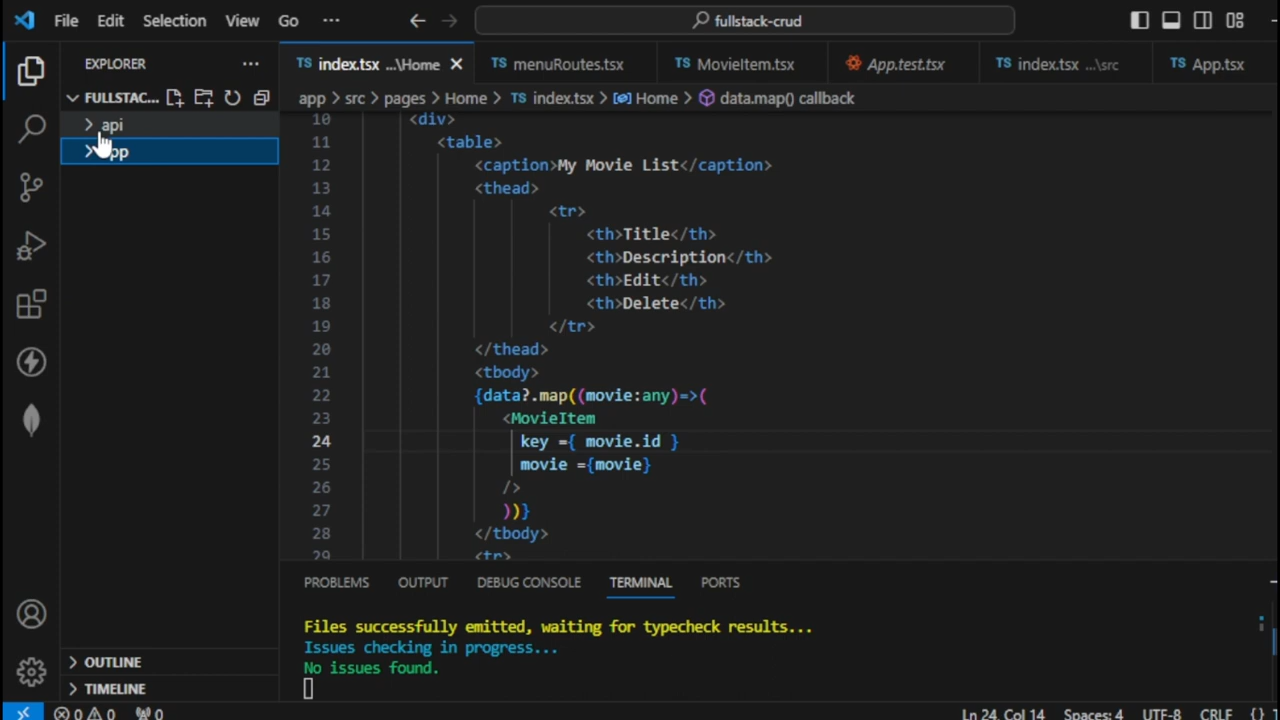 File Edit Selection View Go ··· fullstack-crud
EXPLORER ···
FULLSTAC...
api
index.tsx ...\Home
TS menuRoutes.tsx
TS MovieItem.tsx
App.test.tsx
TS index.tsx ...\src
TS App.tsx
app > src > pages > Home > TS index.tsx > Home > data.map() callback
10 <div>
11 <table>
12 <caption>My Movie List</caption>
13 <thead>
14 <tr>
15 <th>Title</th>
16 <th>Description</th>
17 <th>Edit</th>
18 <th>Delete</th>
19 </tr>
20 </thead>
21 <tbody>
22 {data?.map((movie:any)=>(
23 <MovieItem
24 key ={ movie.id }
25 movie ={movie}
26 />
27 ))}
28 </tbody>
29 <tr>
PROBLEMS OUTPUT DEBUG CONSOLE TERMINAL PORTS
Files successfully emitted, waiting for typecheck results...
Issues checking in progress...
No issues found.
OUTLINE
TIMELINE
0 0 0 Ln 24, Col 14 Spaces: 4 UTF-8 CRLF {}